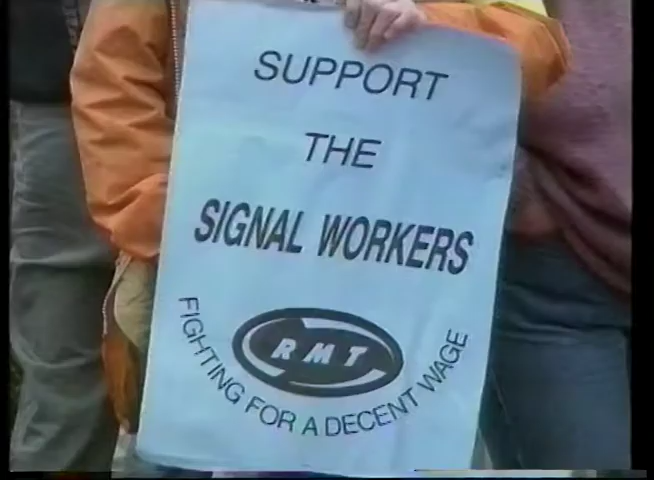 SUPPORT
THE
SIGNAL WORKERS
RMT
FIGHTING FOR A DECENT WAGE